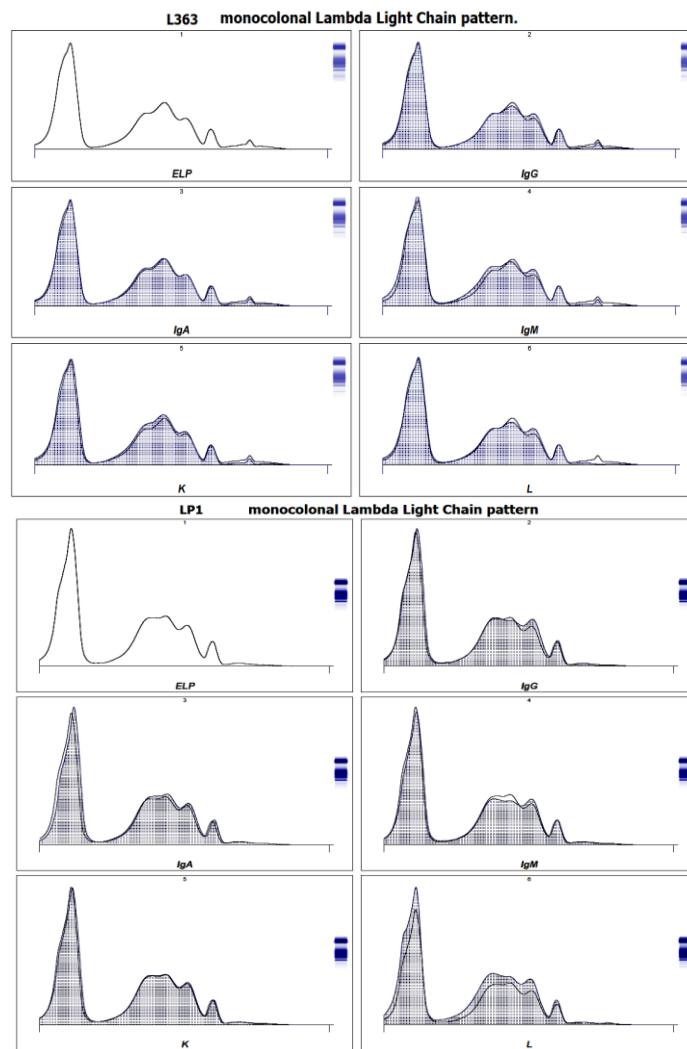 L363 monocolonal Lambda Light Chain pattern.
1 2
ELP IgG
3 4
IgA IgM
5 6
K L
LP1 monocolonal Lambda Light Chain pattern
1 2
ELP IgG
3 4
IgA IgM
5 6
K L